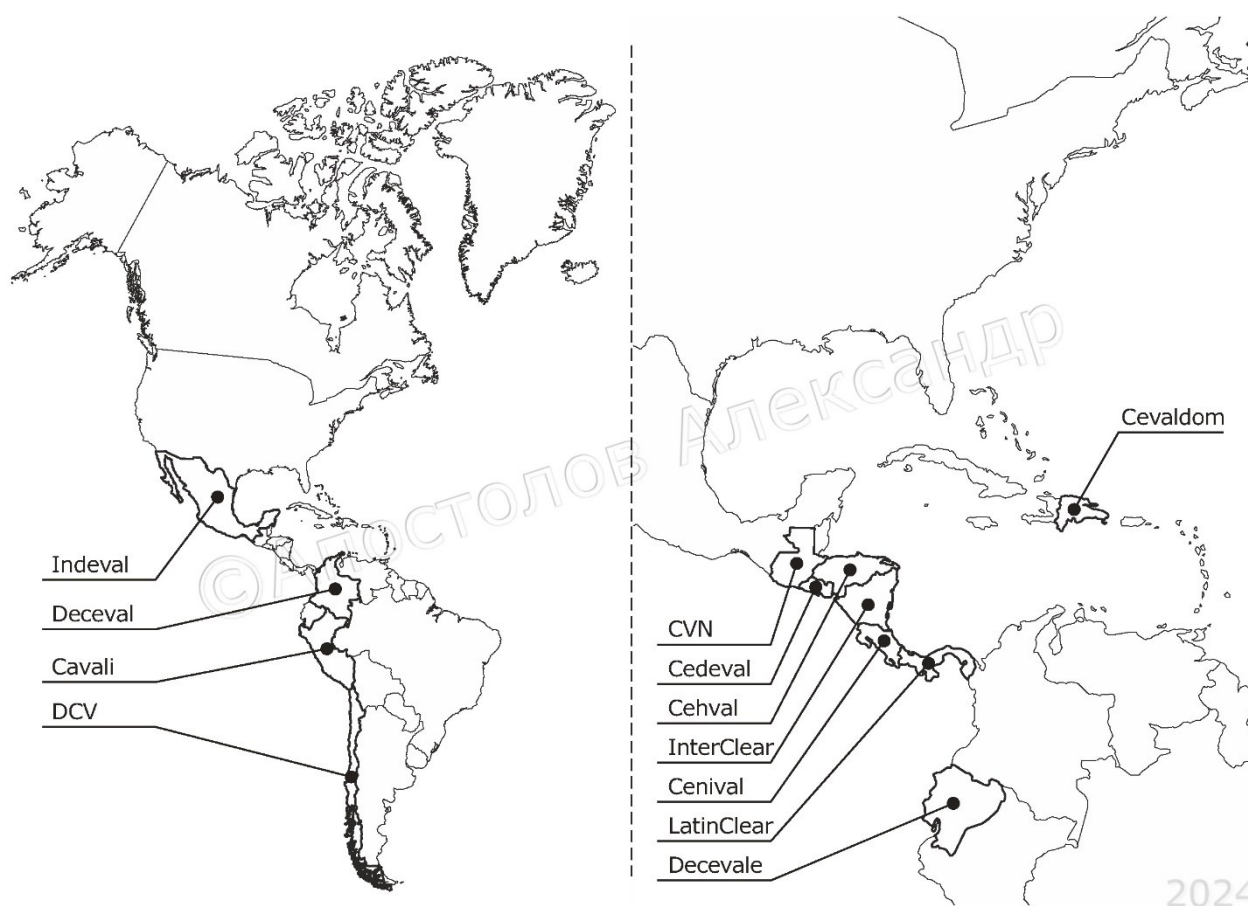 Indeval
Deceval
Cavali
DCV
©Апостолов Александр
Cevaldom
CVN
Cedeval
Cehval
InterClear
Cenival
LatinClear
Decevale
2024